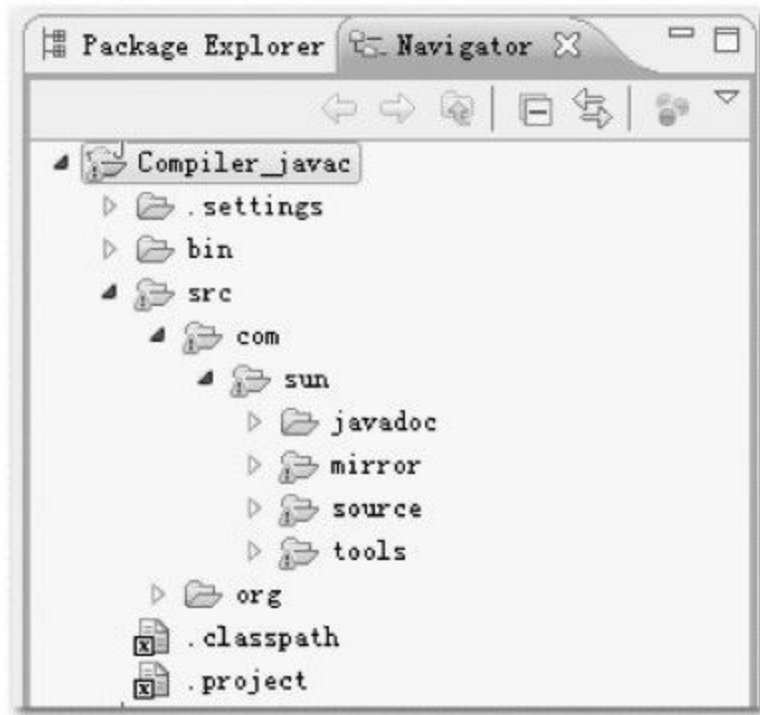 Package Explorer Navigator
Compiler_javac
.settings
bin
src
com
sun
javadoc
mirror
source
tools
org
.classpath
.project